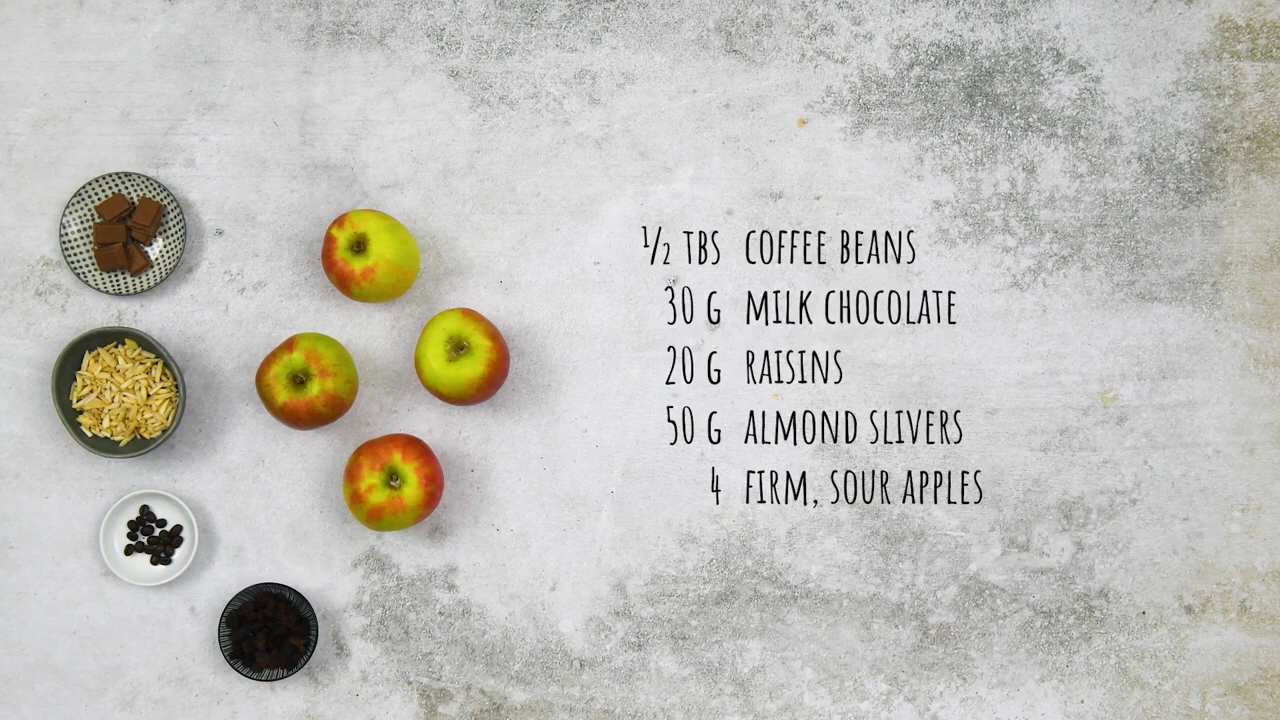 ½ TBS COFFEE BEANS
30 G MILK CHOCOLATE
20 G RAISINS
50 G ALMOND SLIVERS
4 FIRM, SOUR APPLES